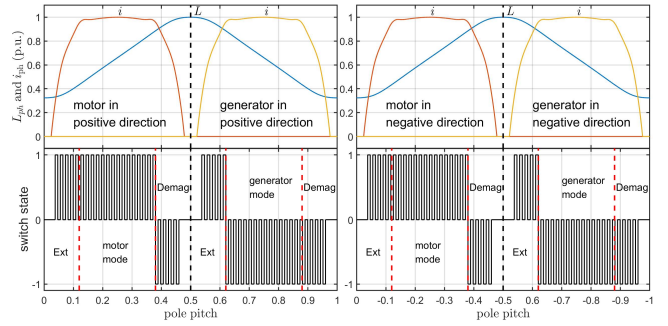 i L i L
1
0.8
0.6
0.4
0.2
0
L_ph and i_ph (p.u.)
motor in positive direction
generator in positive direction
motor in negative direction
generator in negative direction
1
0
-1
switch state
Demag
generator mode
Demag
Ext
motor mode
Ext
Demag
generator mode
Demag
Ext
motor mode
Ext
0 0.1 0.2 0.3 0.4 0.5 0.6 0.7 0.8 0.9 1
0 -0.1 -0.2 -0.3 -0.4 -0.5 -0.6 -0.7 -0.8 -0.9 -1
pole pitch
pole pitch